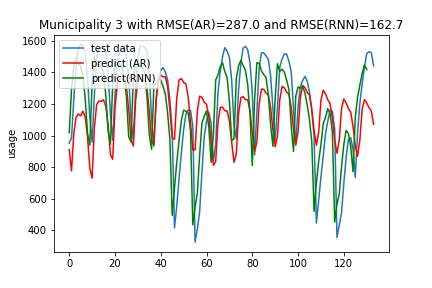 Municipality 3 with RMSE(AR)=287.0 and RMSE(RNN)=162.7
1600
1400
1200
1000
800
600
400
usage
test data
predict (AR)
predict(RNN)
0 20 40 60 80 100 120